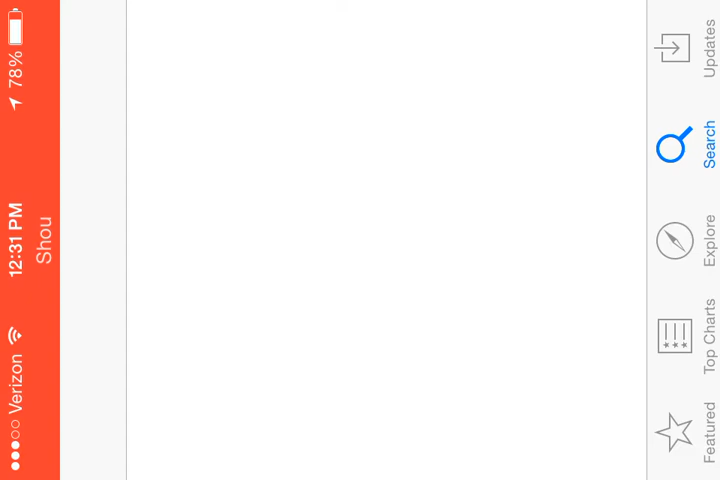 Verizon 12:31 PM 78%
Shou
Featured Top Charts Explore Search Updates